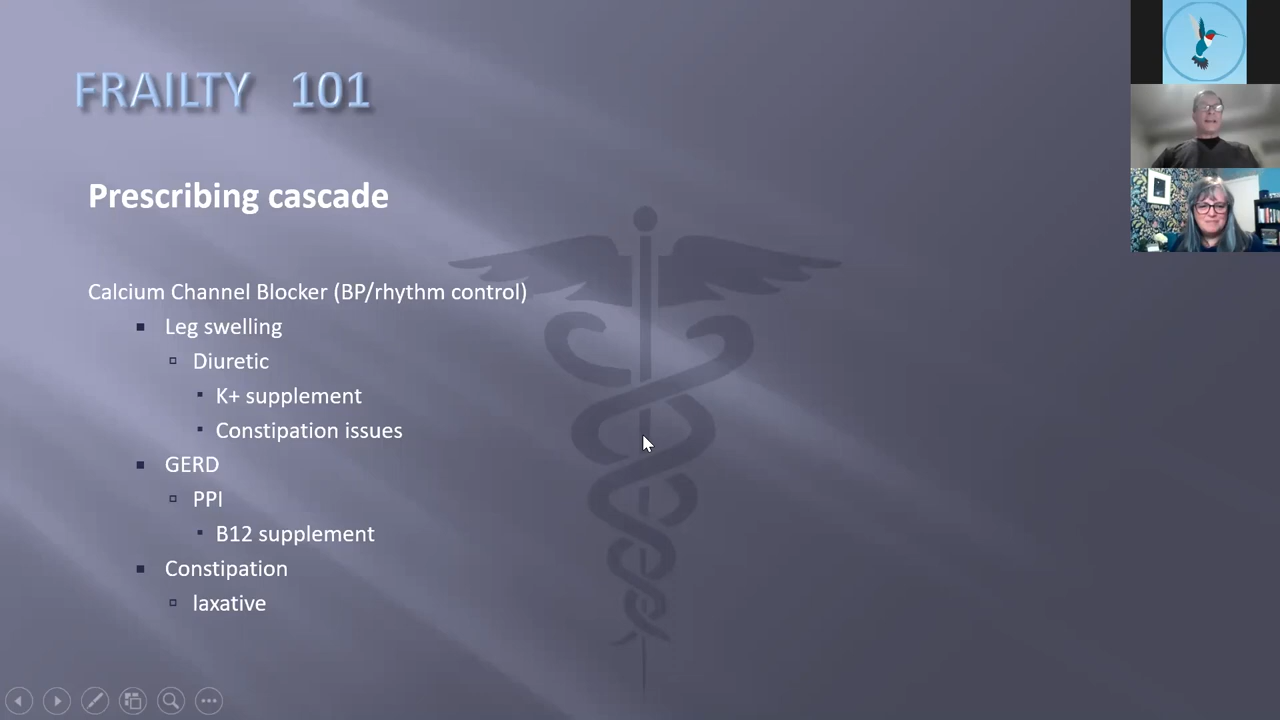 FRAILTY 101
Prescribing cascade
Calcium Channel Blocker (BP/rhythm control)
Leg swelling
Diuretic
K+ supplement
Constipation issues
GERD
PPI
B12 supplement
Constipation
laxative